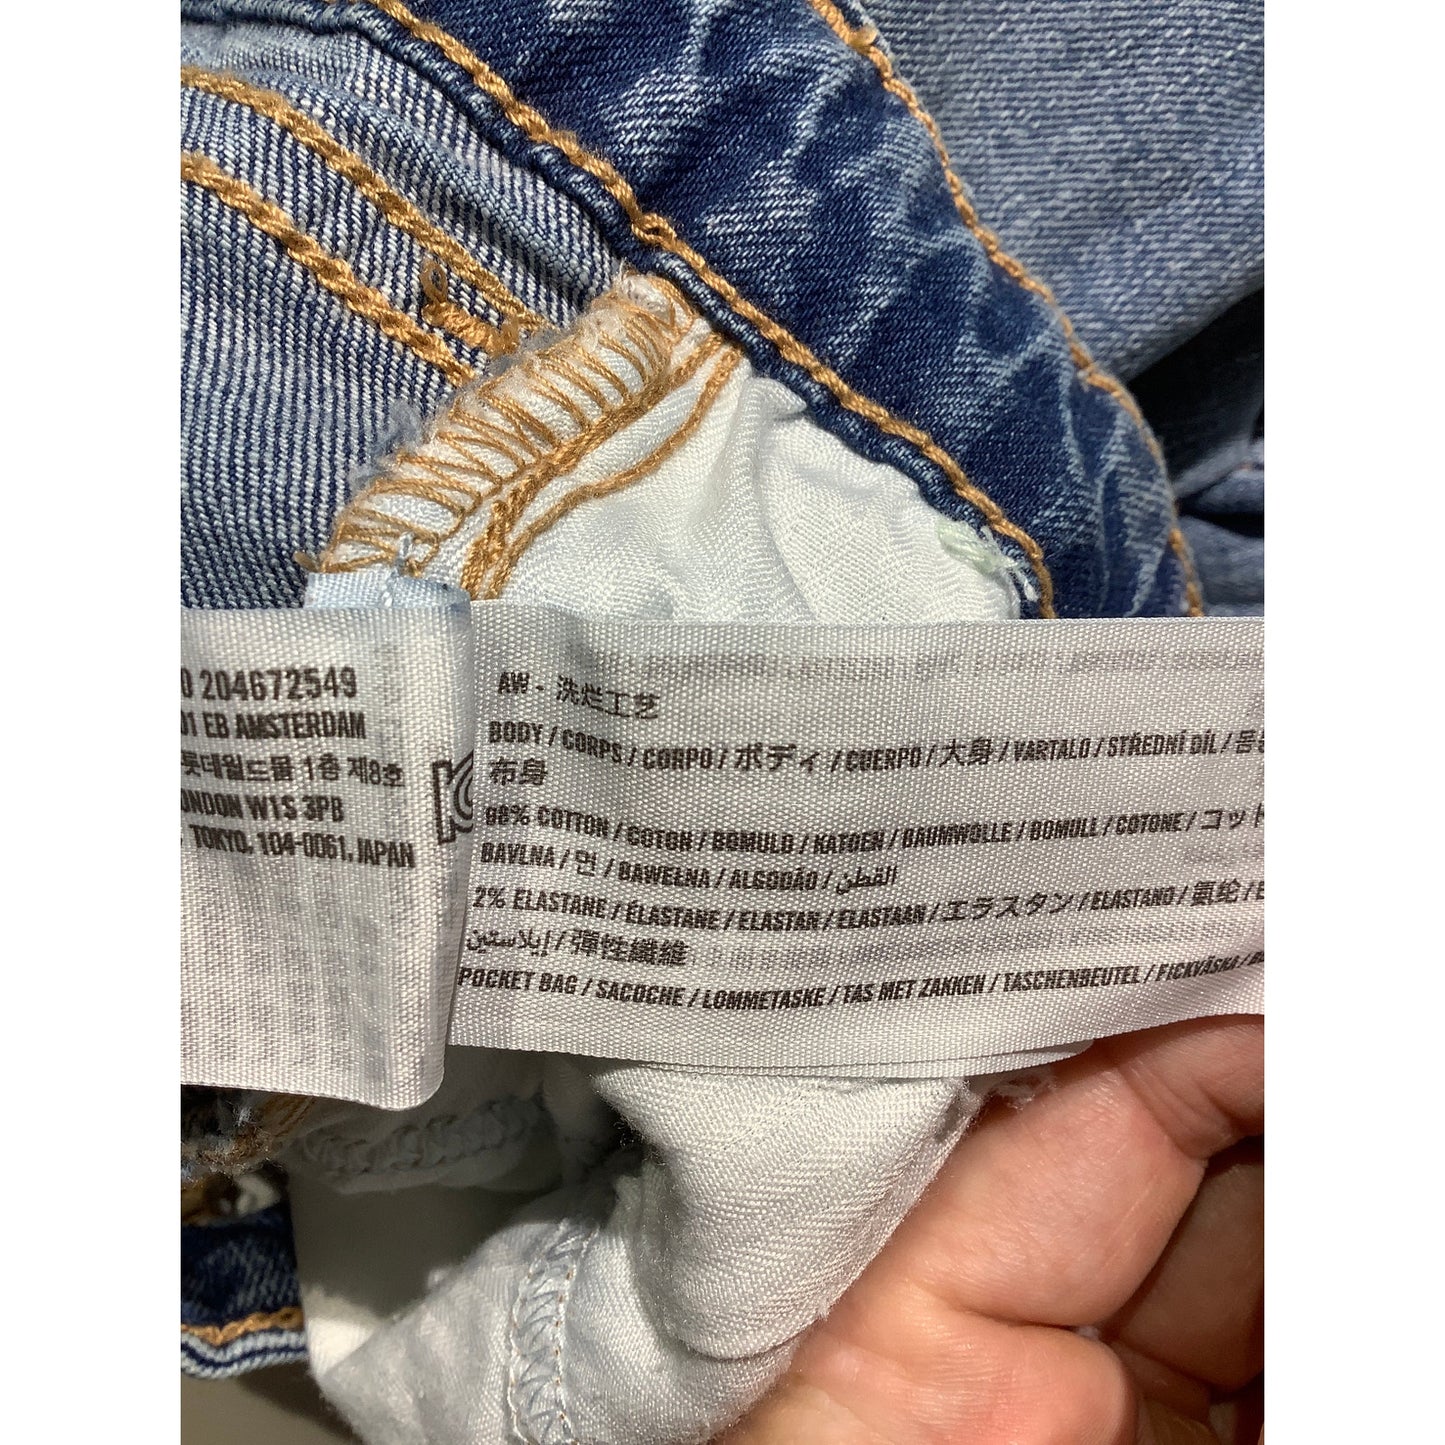 0 204672549
01 EB AMSTERDAM
롯데월드몰 1층 제8호
ONDON W1S 3PB
, TOKYO, 104-0061, JAPAN
AW - 洗烂工艺
BODY / CORPS / CORPO / ボディ / CUERPO / 大身 / VARTALO / STŘEDNÍ DÍL /
布身
98% COTTON / COTON / BOMULD / KATOEN / BAUMWOLLE / BOMULL / COTONE / コット
BAVLNA / 면 / BAWEŁNA / ALGODÃO / القطن
2% ELASTANE / ÉLASTANE / ELASTAN / ELASTAAN / エラスタン / ELASTANO / 氨纶 / E
إيلاستين / 彈性纖維
POCKET BAG / SACOCHE / LOMMETASKE / TAS MET ZAKKEN / TASCHENBEUTEL / FICKVÄSKA /